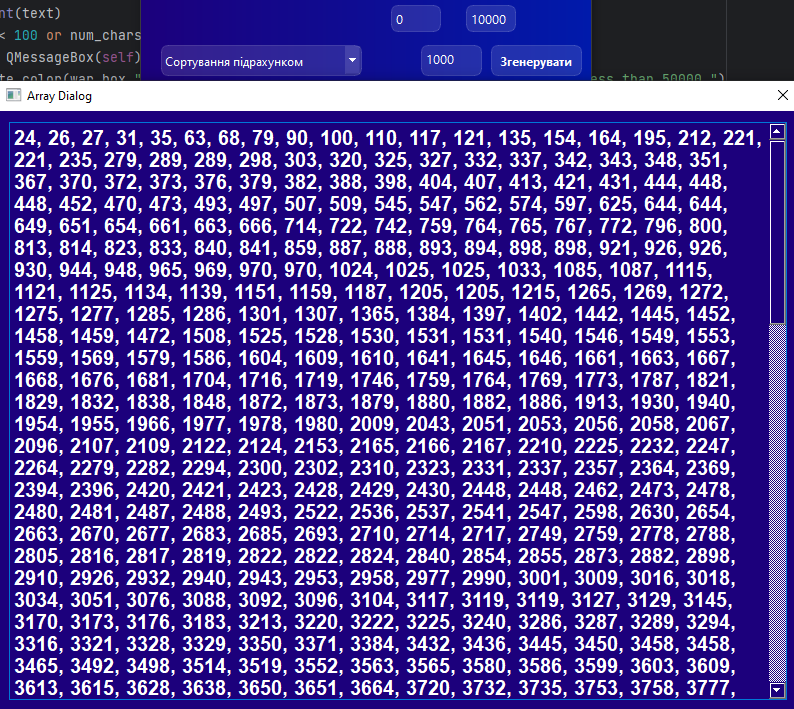 nt(text)
< 100 or num_chars
QMessageBox(self)
0
10000
Сортування підрахунком
1000
Згенерувати
te_color(war_box,"
ess than 50000.")
Array Dialog
24, 26, 27, 31, 35, 63, 68, 79, 90, 100, 110, 117, 121, 135, 154, 164, 195, 212, 221,
221, 235, 279, 289, 289, 298, 303, 320, 325, 327, 332, 337, 342, 343, 348, 351,
367, 370, 372, 373, 376, 379, 382, 388, 398, 404, 407, 413, 421, 431, 444, 448,
448, 452, 470, 473, 493, 497, 507, 509, 545, 547, 562, 574, 597, 625, 644, 644,
649, 651, 654, 661, 663, 666, 714, 722, 742, 759, 764, 765, 767, 772, 796, 800,
813, 814, 823, 833, 840, 841, 859, 887, 888, 893, 894, 898, 898, 921, 926, 926,
930, 944, 948, 965, 969, 970, 970, 1024, 1025, 1025, 1033, 1085, 1087, 1115,
1121, 1125, 1134, 1139, 1151, 1159, 1187, 1205, 1205, 1215, 1265, 1269, 1272,
1275, 1277, 1285, 1286, 1301, 1307, 1365, 1384, 1397, 1402, 1442, 1445, 1452,
1458, 1459, 1472, 1508, 1525, 1528, 1530, 1531, 1531, 1540, 1546, 1549, 1553,
1559, 1569, 1579, 1586, 1604, 1609, 1610, 1641, 1645, 1646, 1661, 1663, 1667,
1668, 1676, 1681, 1704, 1716, 1719, 1746, 1759, 1764, 1769, 1773, 1787, 1821,
1829, 1832, 1838, 1848, 1872, 1873, 1879, 1880, 1882, 1886, 1913, 1930, 1940,
1954, 1955, 1966, 1977, 1978, 1980, 2009, 2043, 2051, 2053, 2056, 2058, 2067,
2096, 2107, 2109, 2122, 2124, 2153, 2165, 2166, 2167, 2210, 2225, 2232, 2247,
2264, 2279, 2282, 2294, 2300, 2302, 2310, 2323, 2331, 2337, 2357, 2364, 2369,
2394, 2396, 2420, 2421, 2423, 2428, 2429, 2430, 2448, 2448, 2462, 2473, 2478,
2480, 2481, 2487, 2488, 2493, 2522, 2536, 2537, 2541, 2547, 2598, 2630, 2654,
2663, 2670, 2677, 2683, 2685, 2693, 2710, 2714, 2717, 2749, 2759, 2778, 2788,
2805, 2816, 2817, 2819, 2822, 2822, 2824, 2840, 2854, 2855, 2873, 2882, 2898,
2910, 2926, 2932, 2940, 2943, 2953, 2958, 2977, 2990, 3001, 3009, 3016, 3018,
3034, 3051, 3076, 3088, 3092, 3096, 3104, 3117, 3119, 3119, 3127, 3129, 3145,
3170, 3173, 3176, 3183, 3213, 3220, 3222, 3225, 3240, 3286, 3287, 3289, 3294,
3316, 3321, 3328, 3329, 3350, 3371, 3384, 3432, 3436, 3445, 3450, 3458, 3458,
3465, 3492, 3498, 3514, 3519, 3552, 3563, 3565, 3580, 3586, 3599, 3603, 3609,
3613, 3615, 3628, 3638, 3650, 3651, 3664, 3720, 3732, 3735, 3753, 3758, 3777,